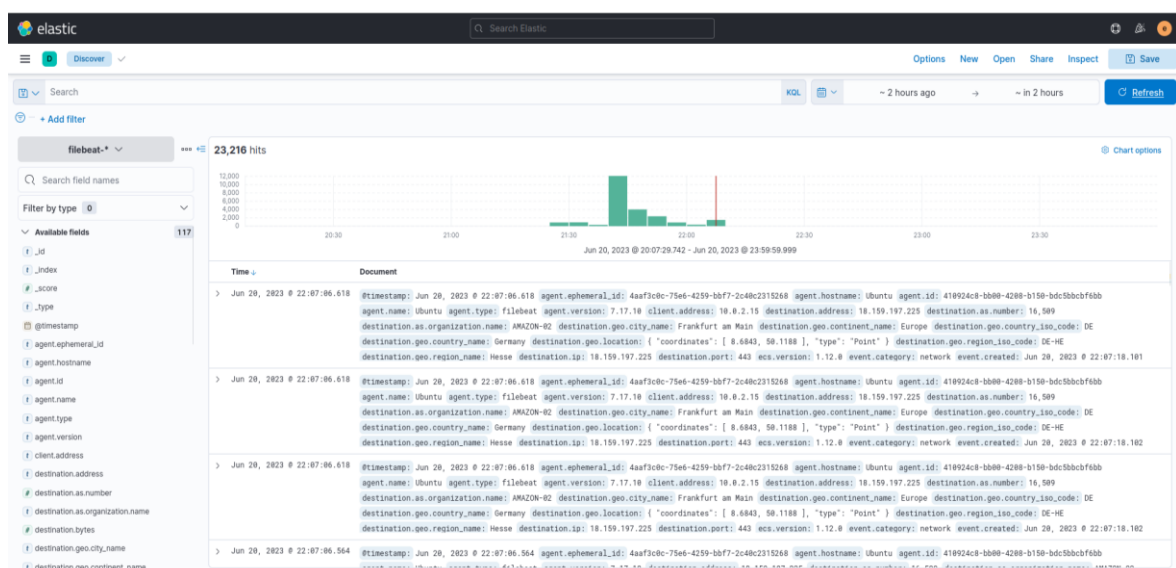 elastic
Search Elastic
e
D Discover
Options New Open Share Inspect Save
Search KQL ~ 2 hours ago → ~ in 2 hours Refresh
+ Add filter
filebeat-*
23,216 hits
Chart options
Search field names
Filter by type 0
Available fields 117
t _id
t _index
# _score
t _type
@timestamp
t agent.ephemeral_id
t agent.hostname
t agent.id
t agent.name
t agent.type
t agent.version
t client.address
t destination.address
# destination.as.number
t destination.as.organization.name
# destination.bytes
t destination.geo.city_name
t destination.geo.continent_name
12,000
10,000
8,000
6,000
4,000
2,000
0
20:30 21:00 21:30 22:00 22:30 23:00 23:30
Jun 20, 2023 @ 20:07:29.742 - Jun 20, 2023 @ 23:59:59.999
Time ↓ Document
Jun 20, 2023 @ 22:07:06.618 @timestamp: Jun 20, 2023 @ 22:07:06.618 agent.ephemeral_id: 4aaf3c0c-75e6-4259-bbf7-2c40c2315268 agent.hostname: Ubuntu agent.id: 410924c8-bb00-4208-b150-bdc5bbcbf6bb
agent.name: Ubuntu agent.type: filebeat agent.version: 7.17.10 client.address: 10.0.2.15 destination.address: 18.159.197.225 destination.as.number: 16,509
destination.as.organization.name: AMAZON-02 destination.geo.city_name: Frankfurt am Main destination.geo.continent_name: Europe destination.geo.country_iso_code: DE
destination.geo.country_name: Germany destination.geo.location: { "coordinates": [ 8.6843, 50.1188 ], "type": "Point" } destination.geo.region_iso_code: DE-HE
destination.geo.region_name: Hesse destination.ip: 18.159.197.225 destination.port: 443 ecs.version: 1.12.0 event.category: network event.created: Jun 20, 2023 @ 22:07:18.101
Jun 20, 2023 @ 22:07:06.618 @timestamp: Jun 20, 2023 @ 22:07:06.618 agent.ephemeral_id: 4aaf3c0c-75e6-4259-bbf7-2c40c2315268 agent.hostname: Ubuntu agent.id: 410924c8-bb00-4208-b150-bdc5bbcbf6bb
agent.name: Ubuntu agent.type: filebeat agent.version: 7.17.10 client.address: 10.0.2.15 destination.address: 18.159.197.225 destination.as.number: 16,509
destination.as.organization.name: AMAZON-02 destination.geo.city_name: Frankfurt am Main destination.geo.continent_name: Europe destination.geo.country_iso_code: DE
destination.geo.country_name: Germany destination.geo.location: { "coordinates": [ 8.6843, 50.1188 ], "type": "Point" } destination.geo.region_iso_code: DE-HE
destination.geo.region_name: Hesse destination.ip: 18.159.197.225 destination.port: 443 ecs.version: 1.12.0 event.category: network event.created: Jun 20, 2023 @ 22:07:18.102
Jun 20, 2023 @ 22:07:06.618 @timestamp: Jun 20, 2023 @ 22:07:06.618 agent.ephemeral_id: 4aaf3c0c-75e6-4259-bbf7-2c40c2315268 agent.hostname: Ubuntu agent.id: 410924c8-bb00-4208-b150-bdc5bbcbf6bb
agent.name: Ubuntu agent.type: filebeat agent.version: 7.17.10 client.address: 10.0.2.15 destination.address: 18.159.197.225 destination.as.number: 16,509
destination.as.organization.name: AMAZON-02 destination.geo.city_name: Frankfurt am Main destination.geo.continent_name: Europe destination.geo.country_iso_code: DE
destination.geo.country_name: Germany destination.geo.location: { "coordinates": [ 8.6843, 50.1188 ], "type": "Point" } destination.geo.region_iso_code: DE-HE
destination.geo.region_name: Hesse destination.ip: 18.159.197.225 destination.port: 443 ecs.version: 1.12.0 event.category: network event.created: Jun 20, 2023 @ 22:07:18.102
Jun 20, 2023 @ 22:07:06.564 @timestamp: Jun 20, 2023 @ 22:07:06.564 agent.ephemeral_id: 4aaf3c0c-75e6-4259-bbf7-2c40c2315268 agent.hostname: Ubuntu agent.id: 410924c8-bb00-4208-b150-bdc5bbcbf6bb